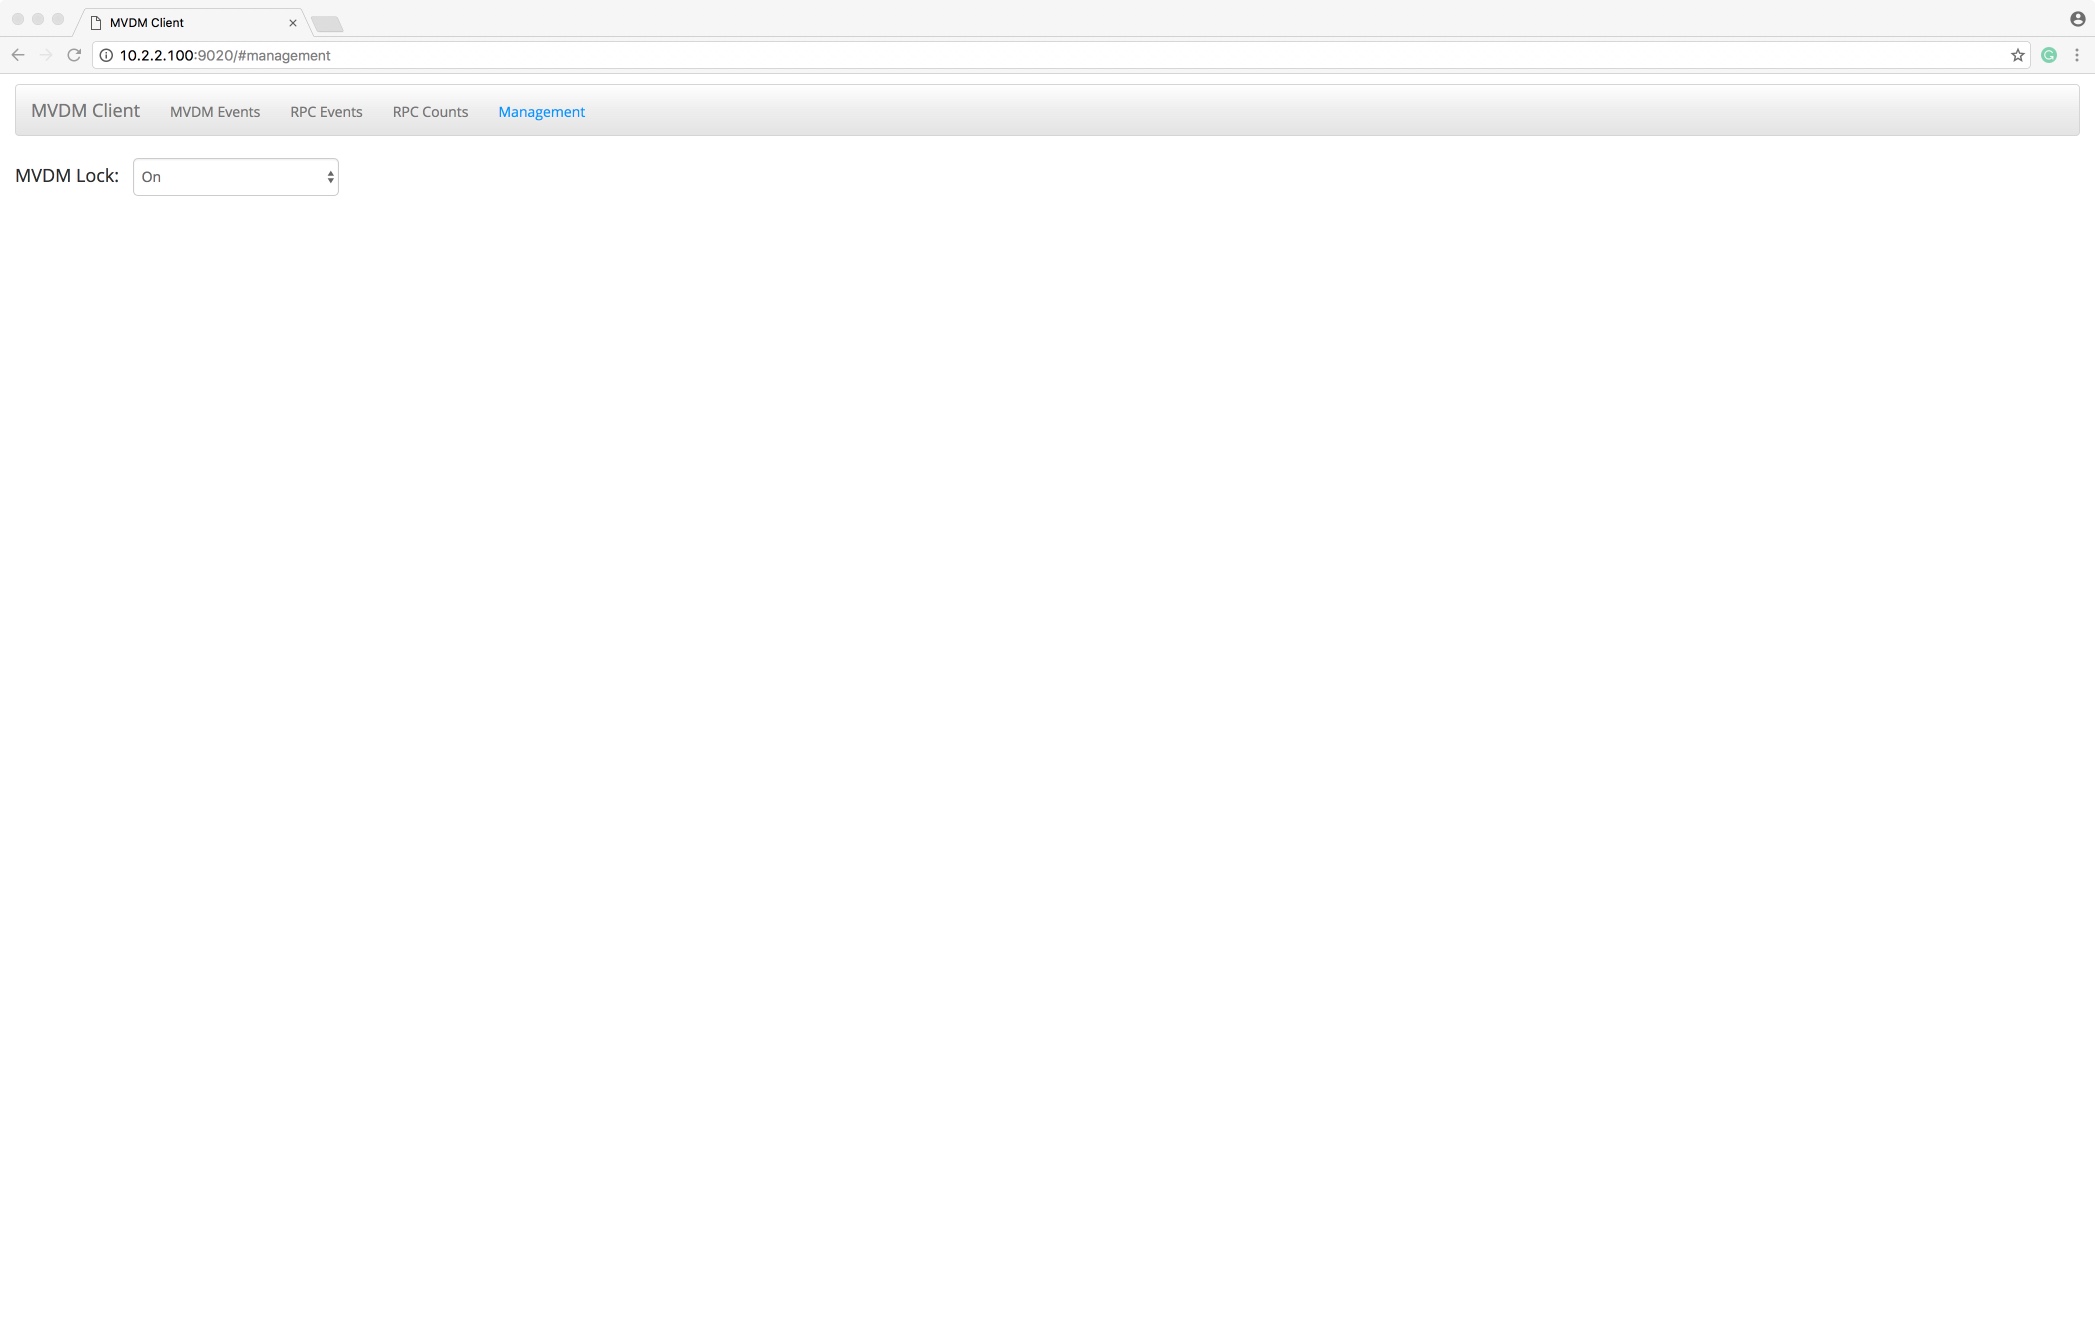 MVDM Client
10.2.2.100:9020/#management
MVDM Client MVDM Events RPC Events RPC Counts Management
MVDM Lock: On